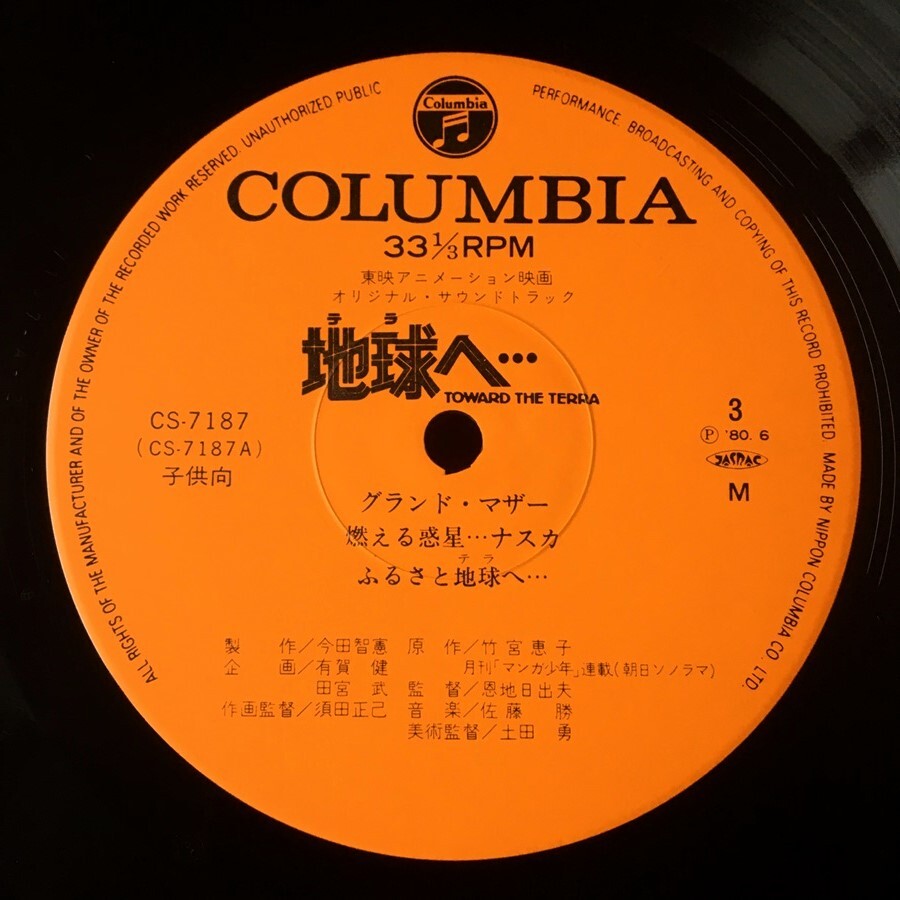 Columbia
COLUMBIA
33 1/3 RPM
東映アニメーション映画
オリジナル・サウンドトラック
テラ
地球へ…
TOWARD THE TERRA
CS-7187
(CS-7187A)
子供向
3
Ⓟ '80. 6
JASRAC
M
グランド・マザー
燃える惑星…ナスカ
テラ
ふるさと地球へ…
製 作/今田智憲 原 作/竹宮恵子
企 画/有賀 健 月刊「マンガ少年」連載(朝日ソノラマ)
田宮 武 監 督/恩地日出夫
作画監督/須田正己 音 楽/佐藤 勝
美術監督/土田 勇
ALL RIGHTS OF THE MANUFACTURER AND OF THE OWNER OF THE RECORDED WORK RESERVED. UNAUTHORIZED PUBLIC PERFORMANCE. BROADCASTING AND COPYING OF THIS RECORD PROHIBITED. MADE BY NIPPON COLUMBIA CO. LTD.